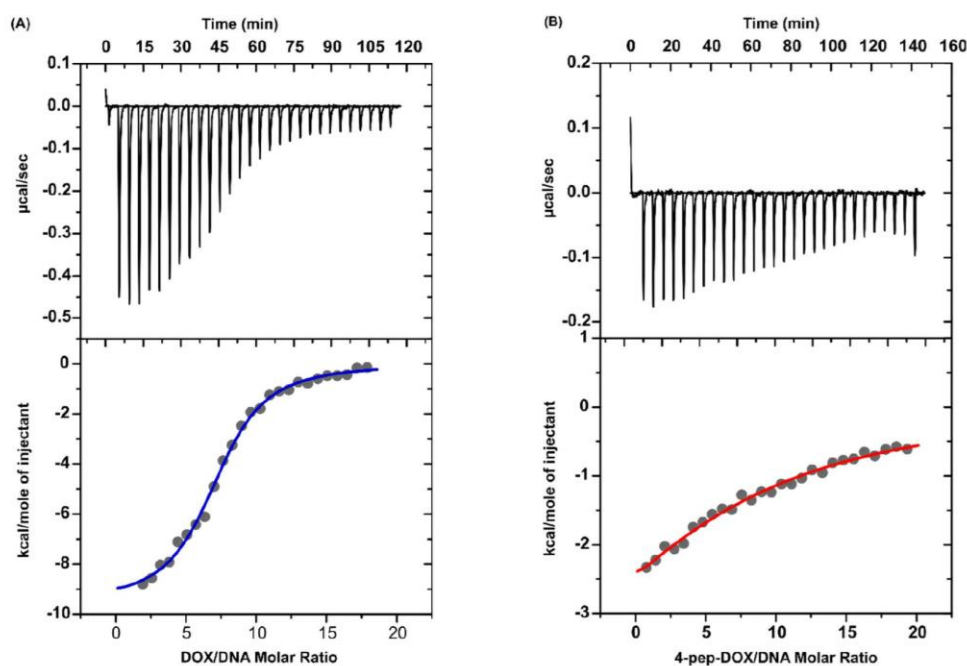 (A)
Time (min)
0 15 30 45 60 75 90 105 120
0.1
0.0
-0.1
-0.2
-0.3
-0.4
-0.5
µcal/sec
0
-2
-4
-6
-8
-10
kcal/mole of injectant
0 5 10 15 20
DOX/DNA Molar Ratio
(B)
Time (min)
0 20 40 60 80 100 120 140 160
0.2
0.1
0.0
-0.1
-0.2
µcal/sec
1
0
-1
-2
-3
kcal/mole of injectant
0 5 10 15 20
4-pep-DOX/DNA Molar Ratio